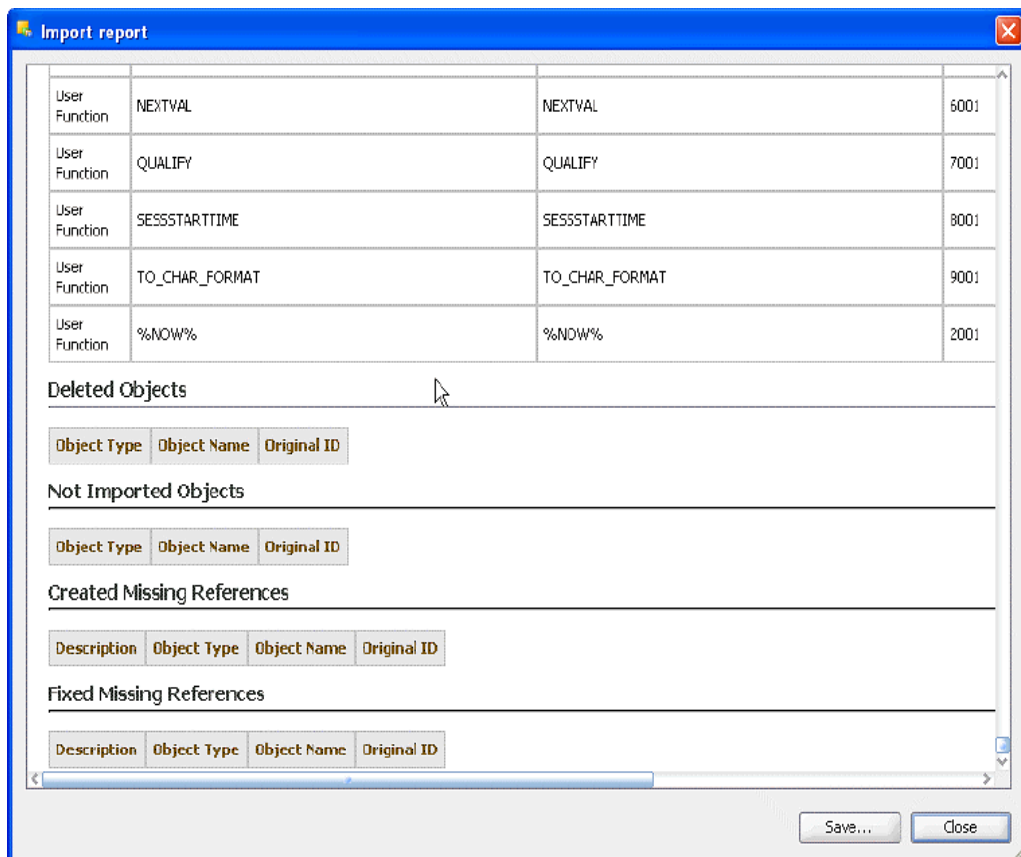 Import report
User
Function NEXTVAL NEXTVAL 6001
User
Function QUALIFY QUALIFY 7001
User
Function SESSSTARTTIME SESSSTARTTIME 8001
User
Function TO_CHAR_FORMAT TO_CHAR_FORMAT 9001
User
Function %NOW% %NOW% 2001
Deleted Objects
Object Type Object Name Original ID
Not Imported Objects
Object Type Object Name Original ID
Created Missing References
Description Object Type Object Name Original ID
Fixed Missing References
Description Object Type Object Name Original ID
Save... Close